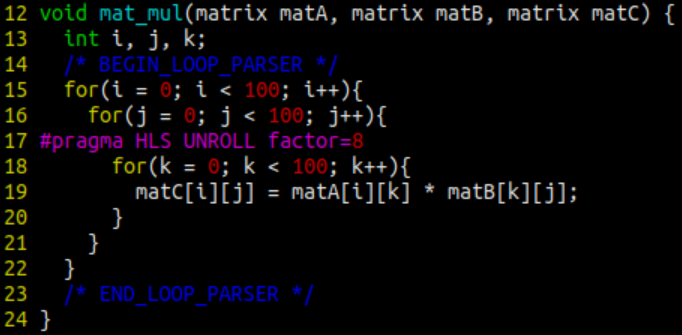 12 void mat_mul(matrix matA, matrix matB, matrix matC) {
13   int i, j, k;
14   /* BEGIN_LOOP_PARSER */
15   for(i = 0; i < 100; i++){
16     for(j = 0; j < 100; j++){
17 #pragma HLS UNROLL factor=8
18       for(k = 0; k < 100; k++){
19         matC[i][j] = matA[i][k] * matB[k][j];
20       }
21     }
22   }
23   /* END_LOOP_PARSER */
24 }